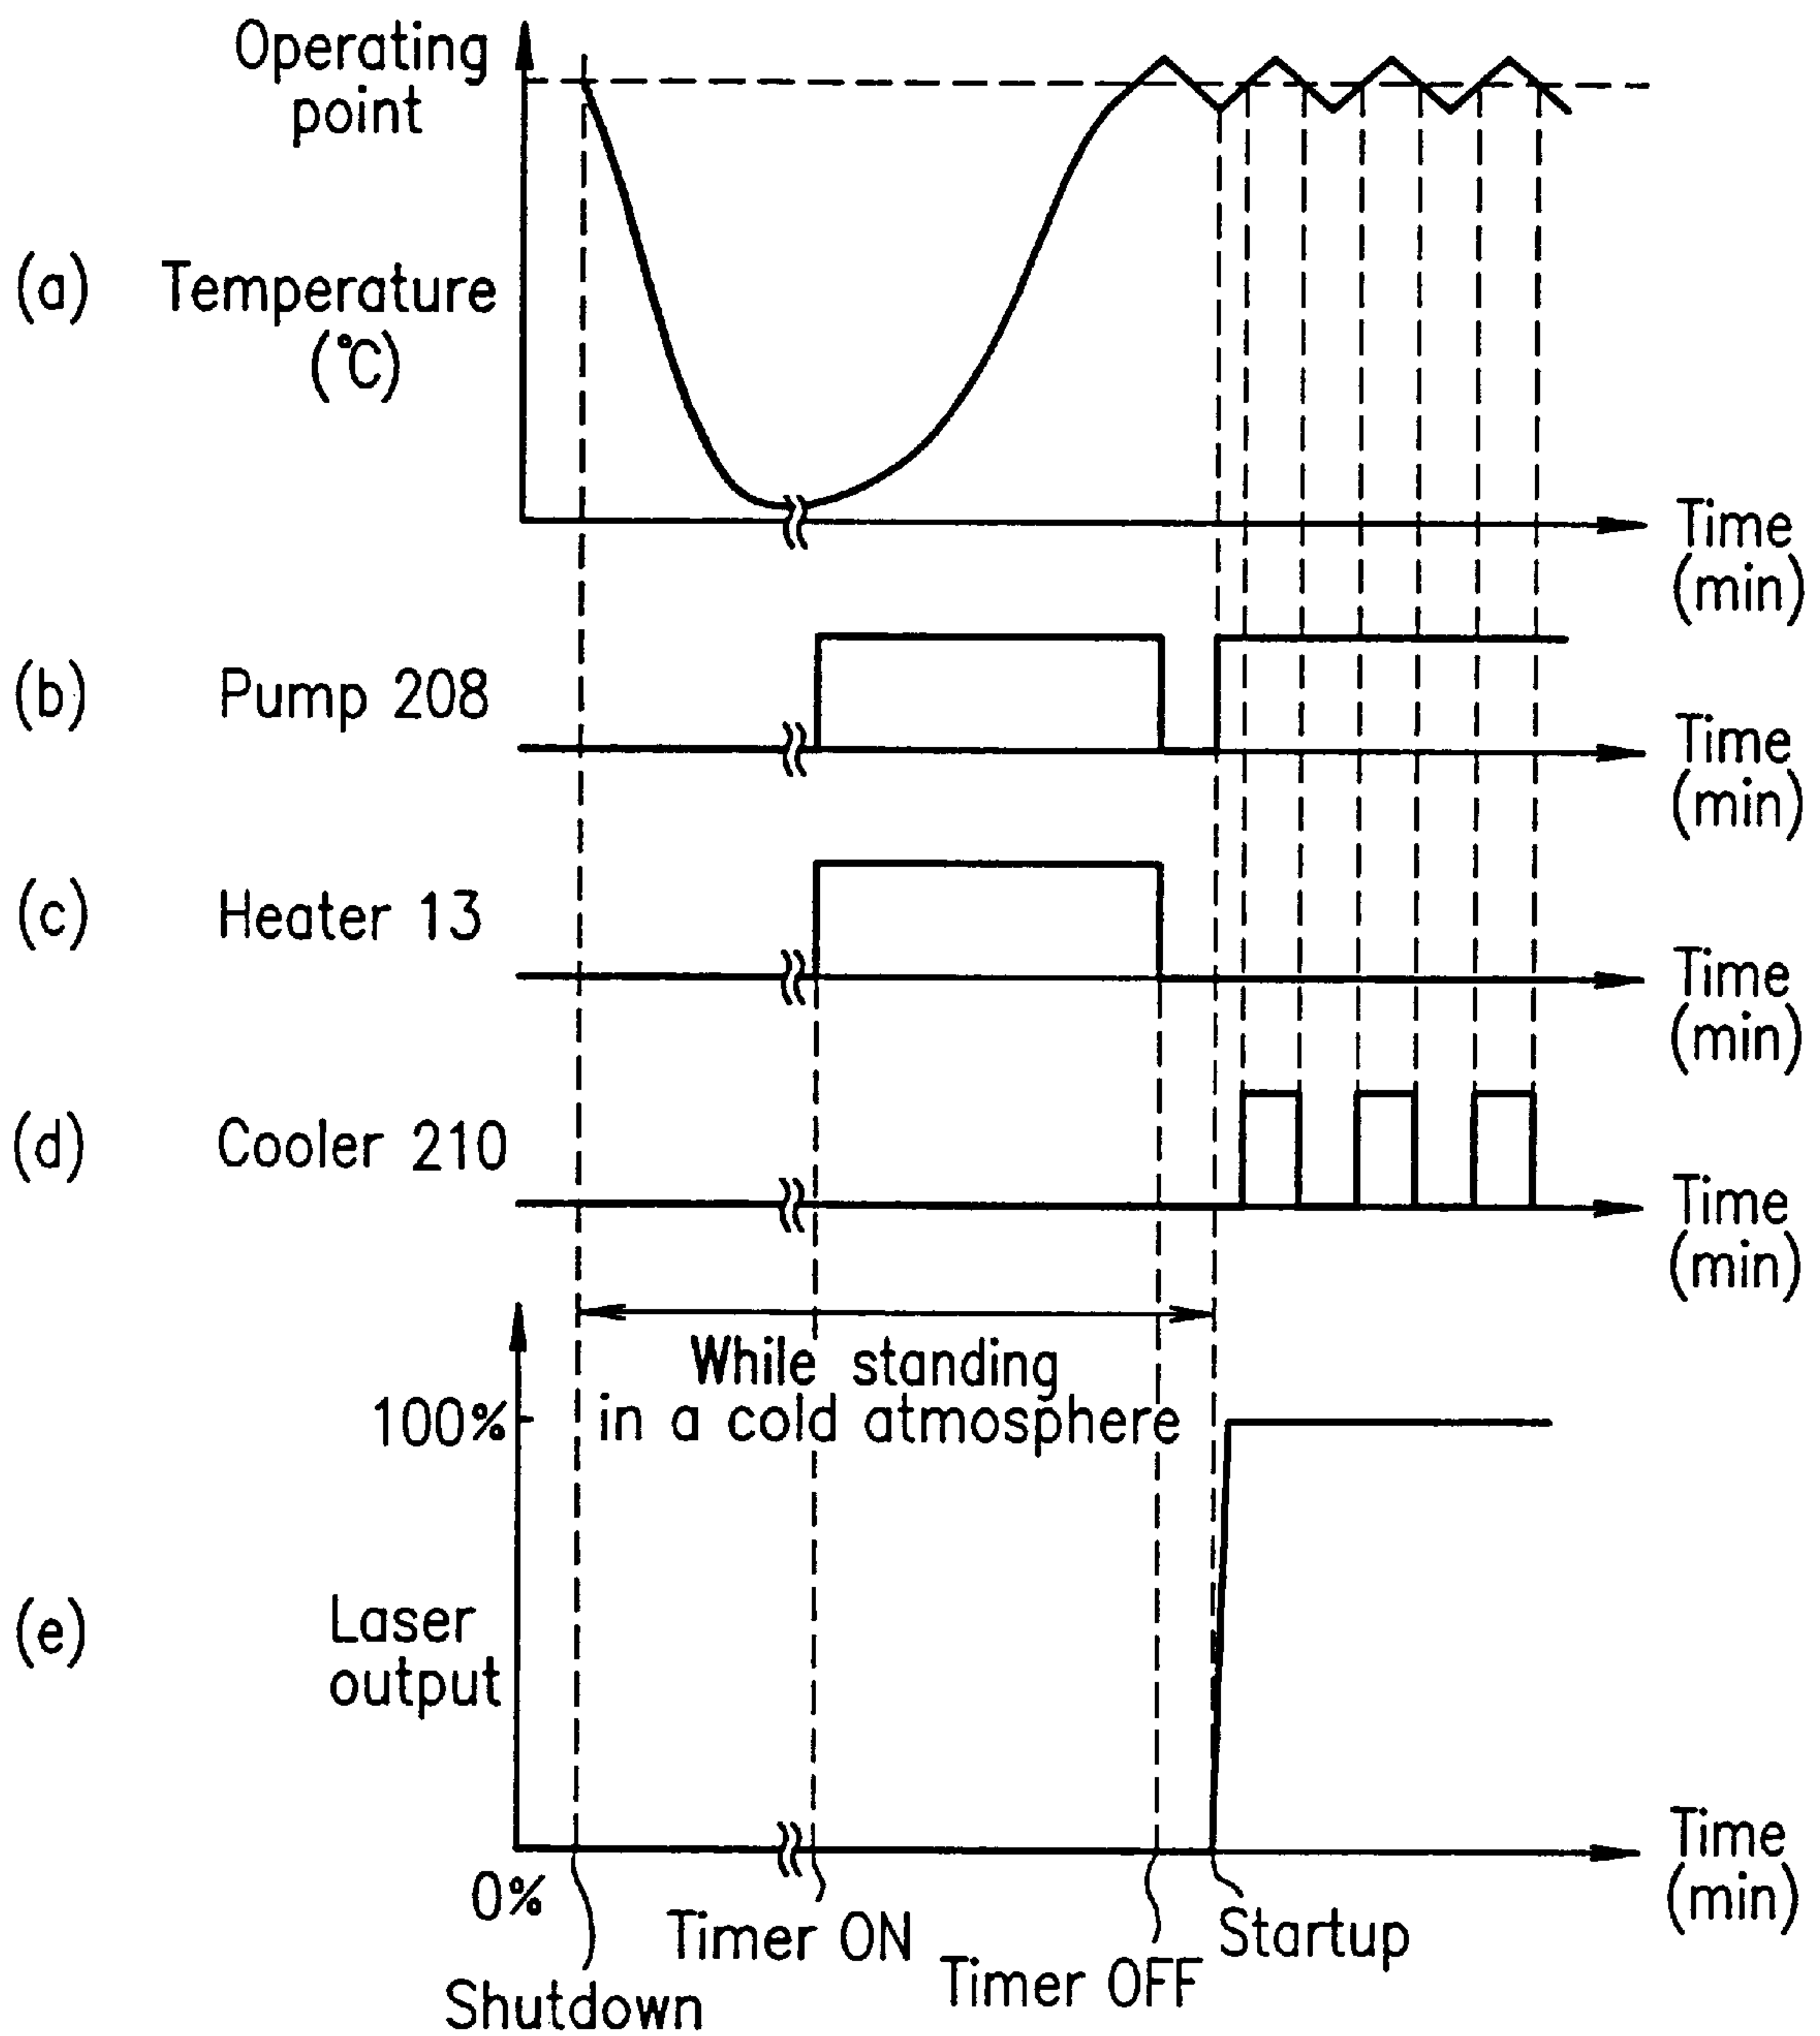 Operating
point
(a) Temperature
(°C)
Time
(min)
(b) Pump 208
Time
(min)
(c) Heater 13
Time
(min)
(d) Cooler 210
Time
(min)
While standing
in a cold atmosphere
100%
(e) Laser
output
0%
Time
(min)
Timer ON
Startup
Timer OFF
Shutdown